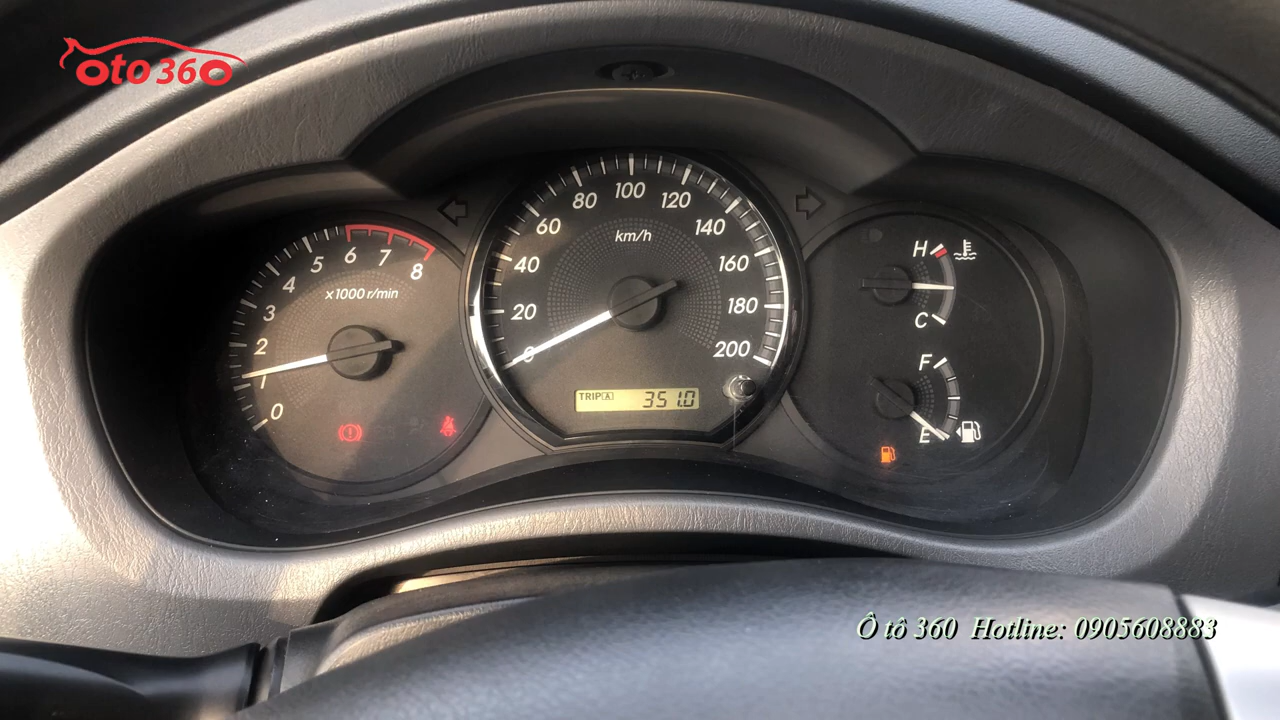 oto360
80 100 120
60 140
km/h
40 160
20 180
0 200
TRIP A 351.0
5 6 7 8
4
x1000 r/min
3
2
1
0
H
C
F
E
Ô tô 360 Hotline: 0905608883